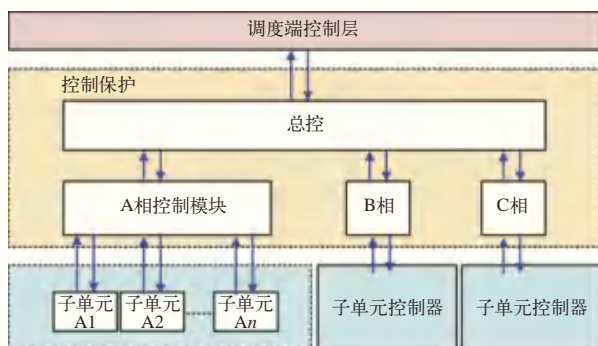 调度端控制层
控制保护
总控
A相控制模块
B相
C相
子单元
A1
子单元
A2
子单元
An
子单元控制器
子单元控制器